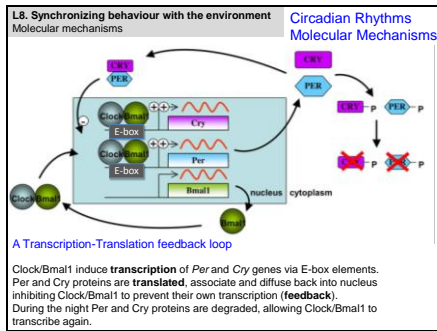 L8. Synchronizing behaviour with the environment
Molecular mechanisms
Circadian Rhythms
Molecular Mechanisms
CRY
PER
CRY
PER
Clock Bmal1
E-box
++
Cry
-
CRY P PER P
Clock Bmal1
E-box
++
Per
CRY P PER P
Clock Bmal1
Bmal1
nucleus cytoplasm
Bmal1
A Transcription-Translation feedback loop
Clock/Bmal1 induce transcription of Per and Cry genes via E-box elements.
Per and Cry proteins are translated, associate and diffuse back into nucleus
inhibiting Clock/Bmal1 to prevent their own transcription (feedback).
During the night Per and Cry proteins are degraded, allowing Clock/Bmal1 to
transcribe again.